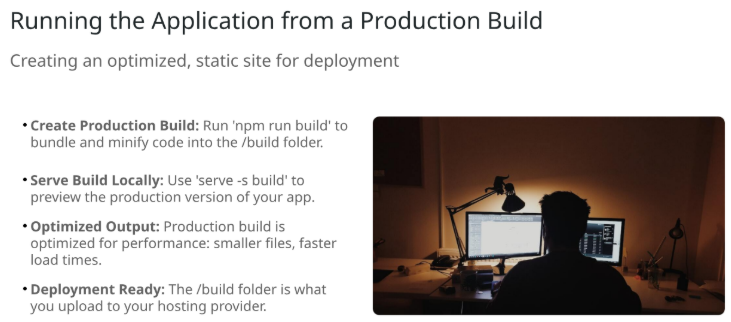 Running the Application from a Production Build
Creating an optimized, static site for deployment
• Create Production Build: Run 'npm run build' to
bundle and minify code into the /build folder.
• Serve Build Locally: Use 'serve -s build' to
preview the production version of your app.
• Optimized Output: Production build is
optimized for performance: smaller files, faster
load times.
• Deployment Ready: The /build folder is what
you upload to your hosting provider.